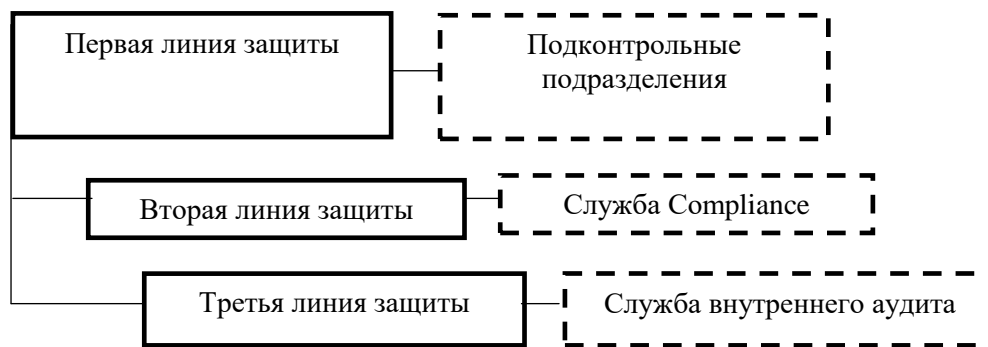 Первая линия защиты
Подконтрольные
подразделения
Вторая линия защиты
Служба Compliance
Третья линия защиты
Служба внутреннего аудита